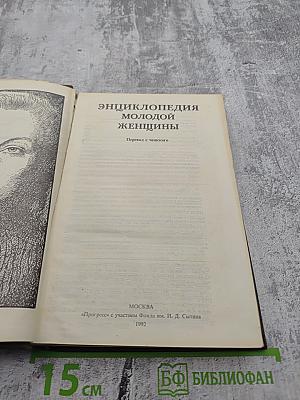 ЭНЦИКЛОПЕДИЯ
МОЛОДОЙ
ЖЕНЩИНЫ
Перевод с чешского
МОСКВА
«Прогресс» с участием Фонда им. И. Д. Сытина
1992
15 см
БФ БИБЛИОФАН